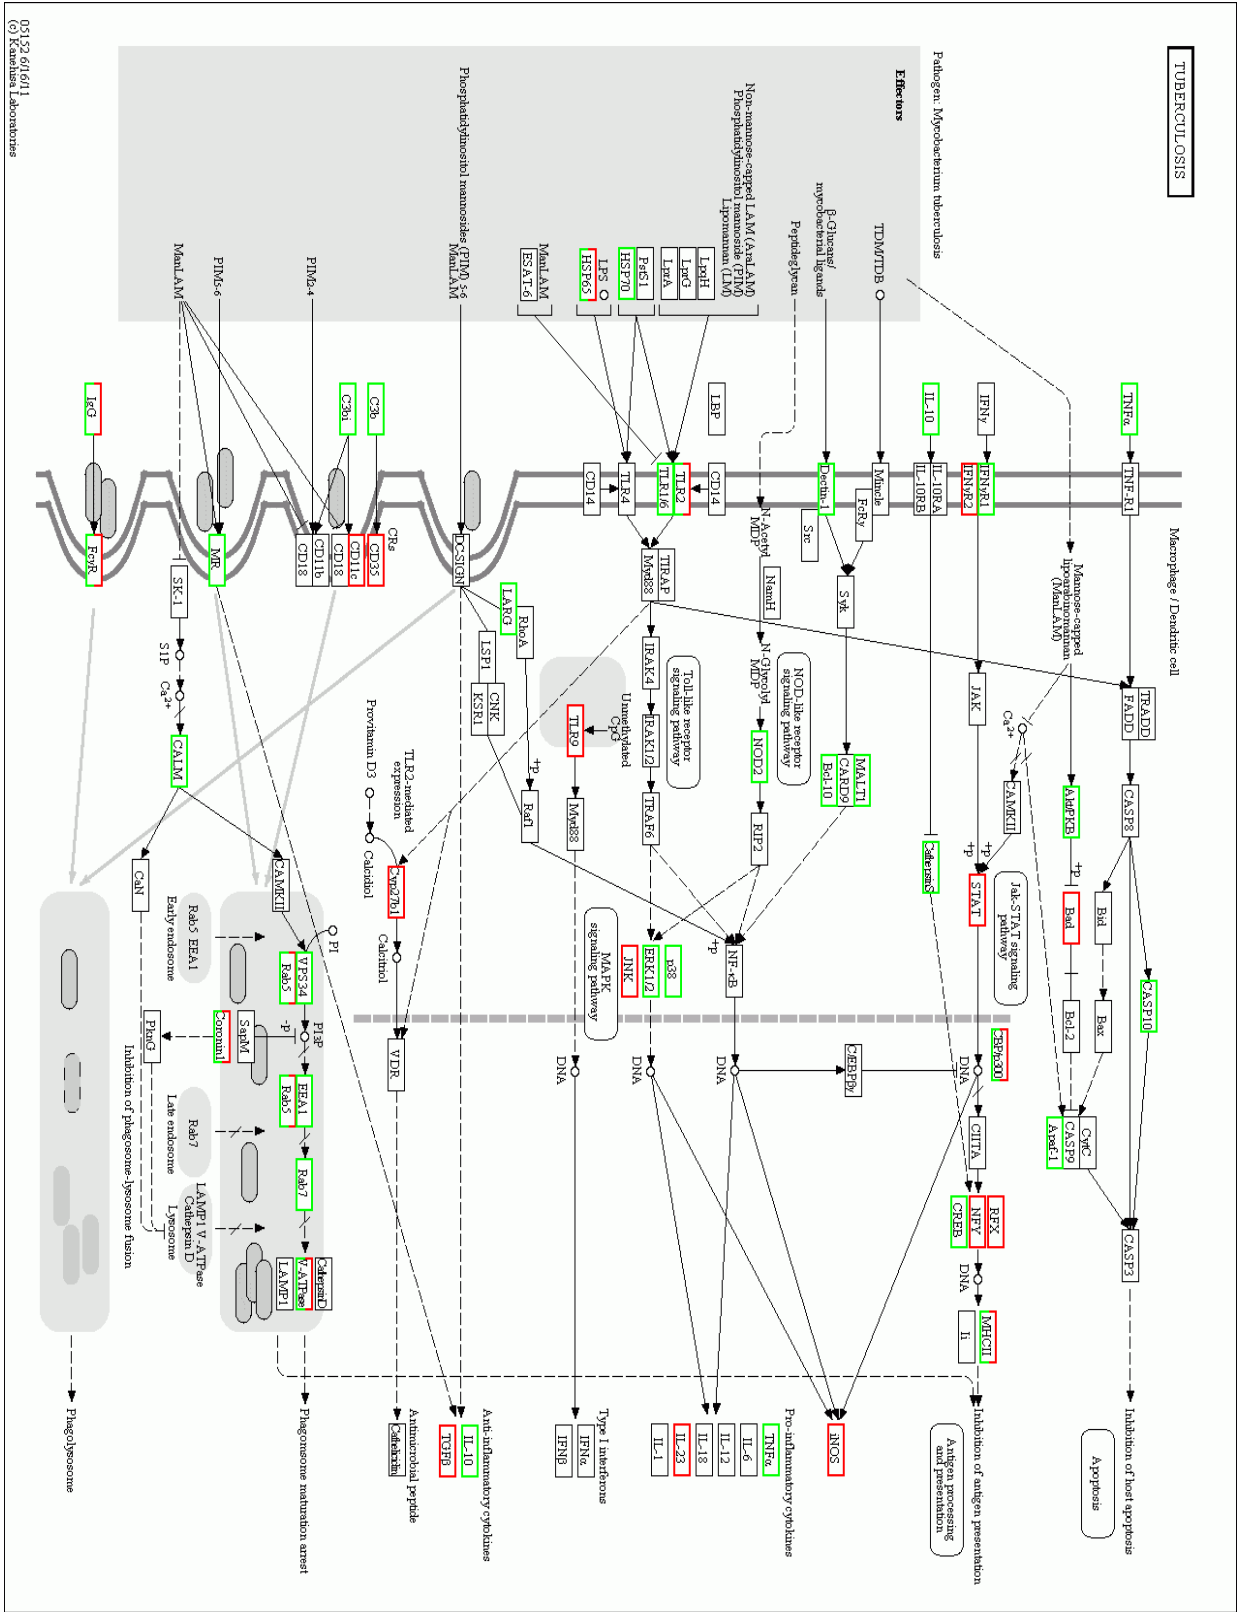 TUBERCULOSIS
Pathogen: Mycobacterium tuberculosis
Effectors
Macrophage / Dendritic cell
TNFα
TNF-R1
TRADD
FADD
CASP8
CASP10
Bid
Bax
CytC
CASP9
Apaf-1
CASP3
Inhibition of host apoptosis
Apoptosis
Mannose-capped
lipoarabinomannan
(ManLAM)
Akt/PKB
+p
Bad
Bcl-2
Ca2+
CAMKII
IFNγ
IFNγR1
IFNγR2
JAK
+p
+p
STAT
Jak-STAT signaling
pathway
CBP/p300
DNA
CIITA
RFX
NFY
CREB
DNA
MHCII
Ii
Inhibition of antigen presentation
Antigen processing
and presentation
IL-10
IL-10RA
IL-10RB
CathepsinS
TDM/TDB
Mincle
FcRγ
β-Glucans/
mycobacterial ligands
Dectin-1
Src
Syk
MALT1
CARD9
Bcl-10
C/EBPβγ
iNOS
Peptideglycan
N-Acetyl
MDP
NamH
N-Glycolyl
MDP
NOD-like receptor
signaling pathway
NOD2
RIP2
+p
NF-κB
DNA
Pro-inflammatory cytokines
TNFα
IL-6
IL-12
IL-18
IL-23
IL-1
Non-mannose-capped LAM (AraLAM)
Phosphatidylinositol mannoside (PIM)
Lipomannan (LM)
LpqH
LprG
LprA
PstS1
HSP70
LPS
HSP65
ManLAM
ESAT-6
LBP
CD14
TLR2
TLR1/6
TLR4
CD14
TIRAP
Myd88
IRAK4
IRAK1/2
TRAF6
Toll-like receptor
signaling pathway
p38
ERK1/2
JNK
MAPK
signaling pathway
DNA
Unmethylated
CpG
TLR9
Myd88
DNA
Type I interferons
IFNα
IFNβ
Phosphatidylinositol mannosides (PIM) 5-6
ManLAM
DC-SIGN
LARG
RhoA
LSP1
CNK
KSR1
+p
Raf1
Anti-inflammatory cytokines
IL-10
TGFβ
TLR2-mediated
expression
Provitamin D3
Calcidiol
Cyp27b1
Calcitriol
VDR
Antimicrobial peptide
Cathelicidin
C3b
C3bi
CRs
CD35
CD11c
CD18
CD11b
CD18
PIM2-4
PIM5-6
ManLAM
MR
SK-1
S1P
Ca2+
CALM
CAMKII
CaN
IgG
FcγR
PI
VPS34
Rab5
PI3P
-p
SapM
Coronin1
PknG
EEA1
Rab5
Rab7
CathepsinD
V-ATPase
LAMP1
Phagomsome maturation arrest
Rab5 EEA1
Early endosome
Rab7
Late endosome
LAMP1 V-ATPase
Cathepsin D
Lysosome
Inhibition of phagosome-lysosome fusion
Phagolysosome
05152 6/16/11
(c) Kanehisa Laboratories